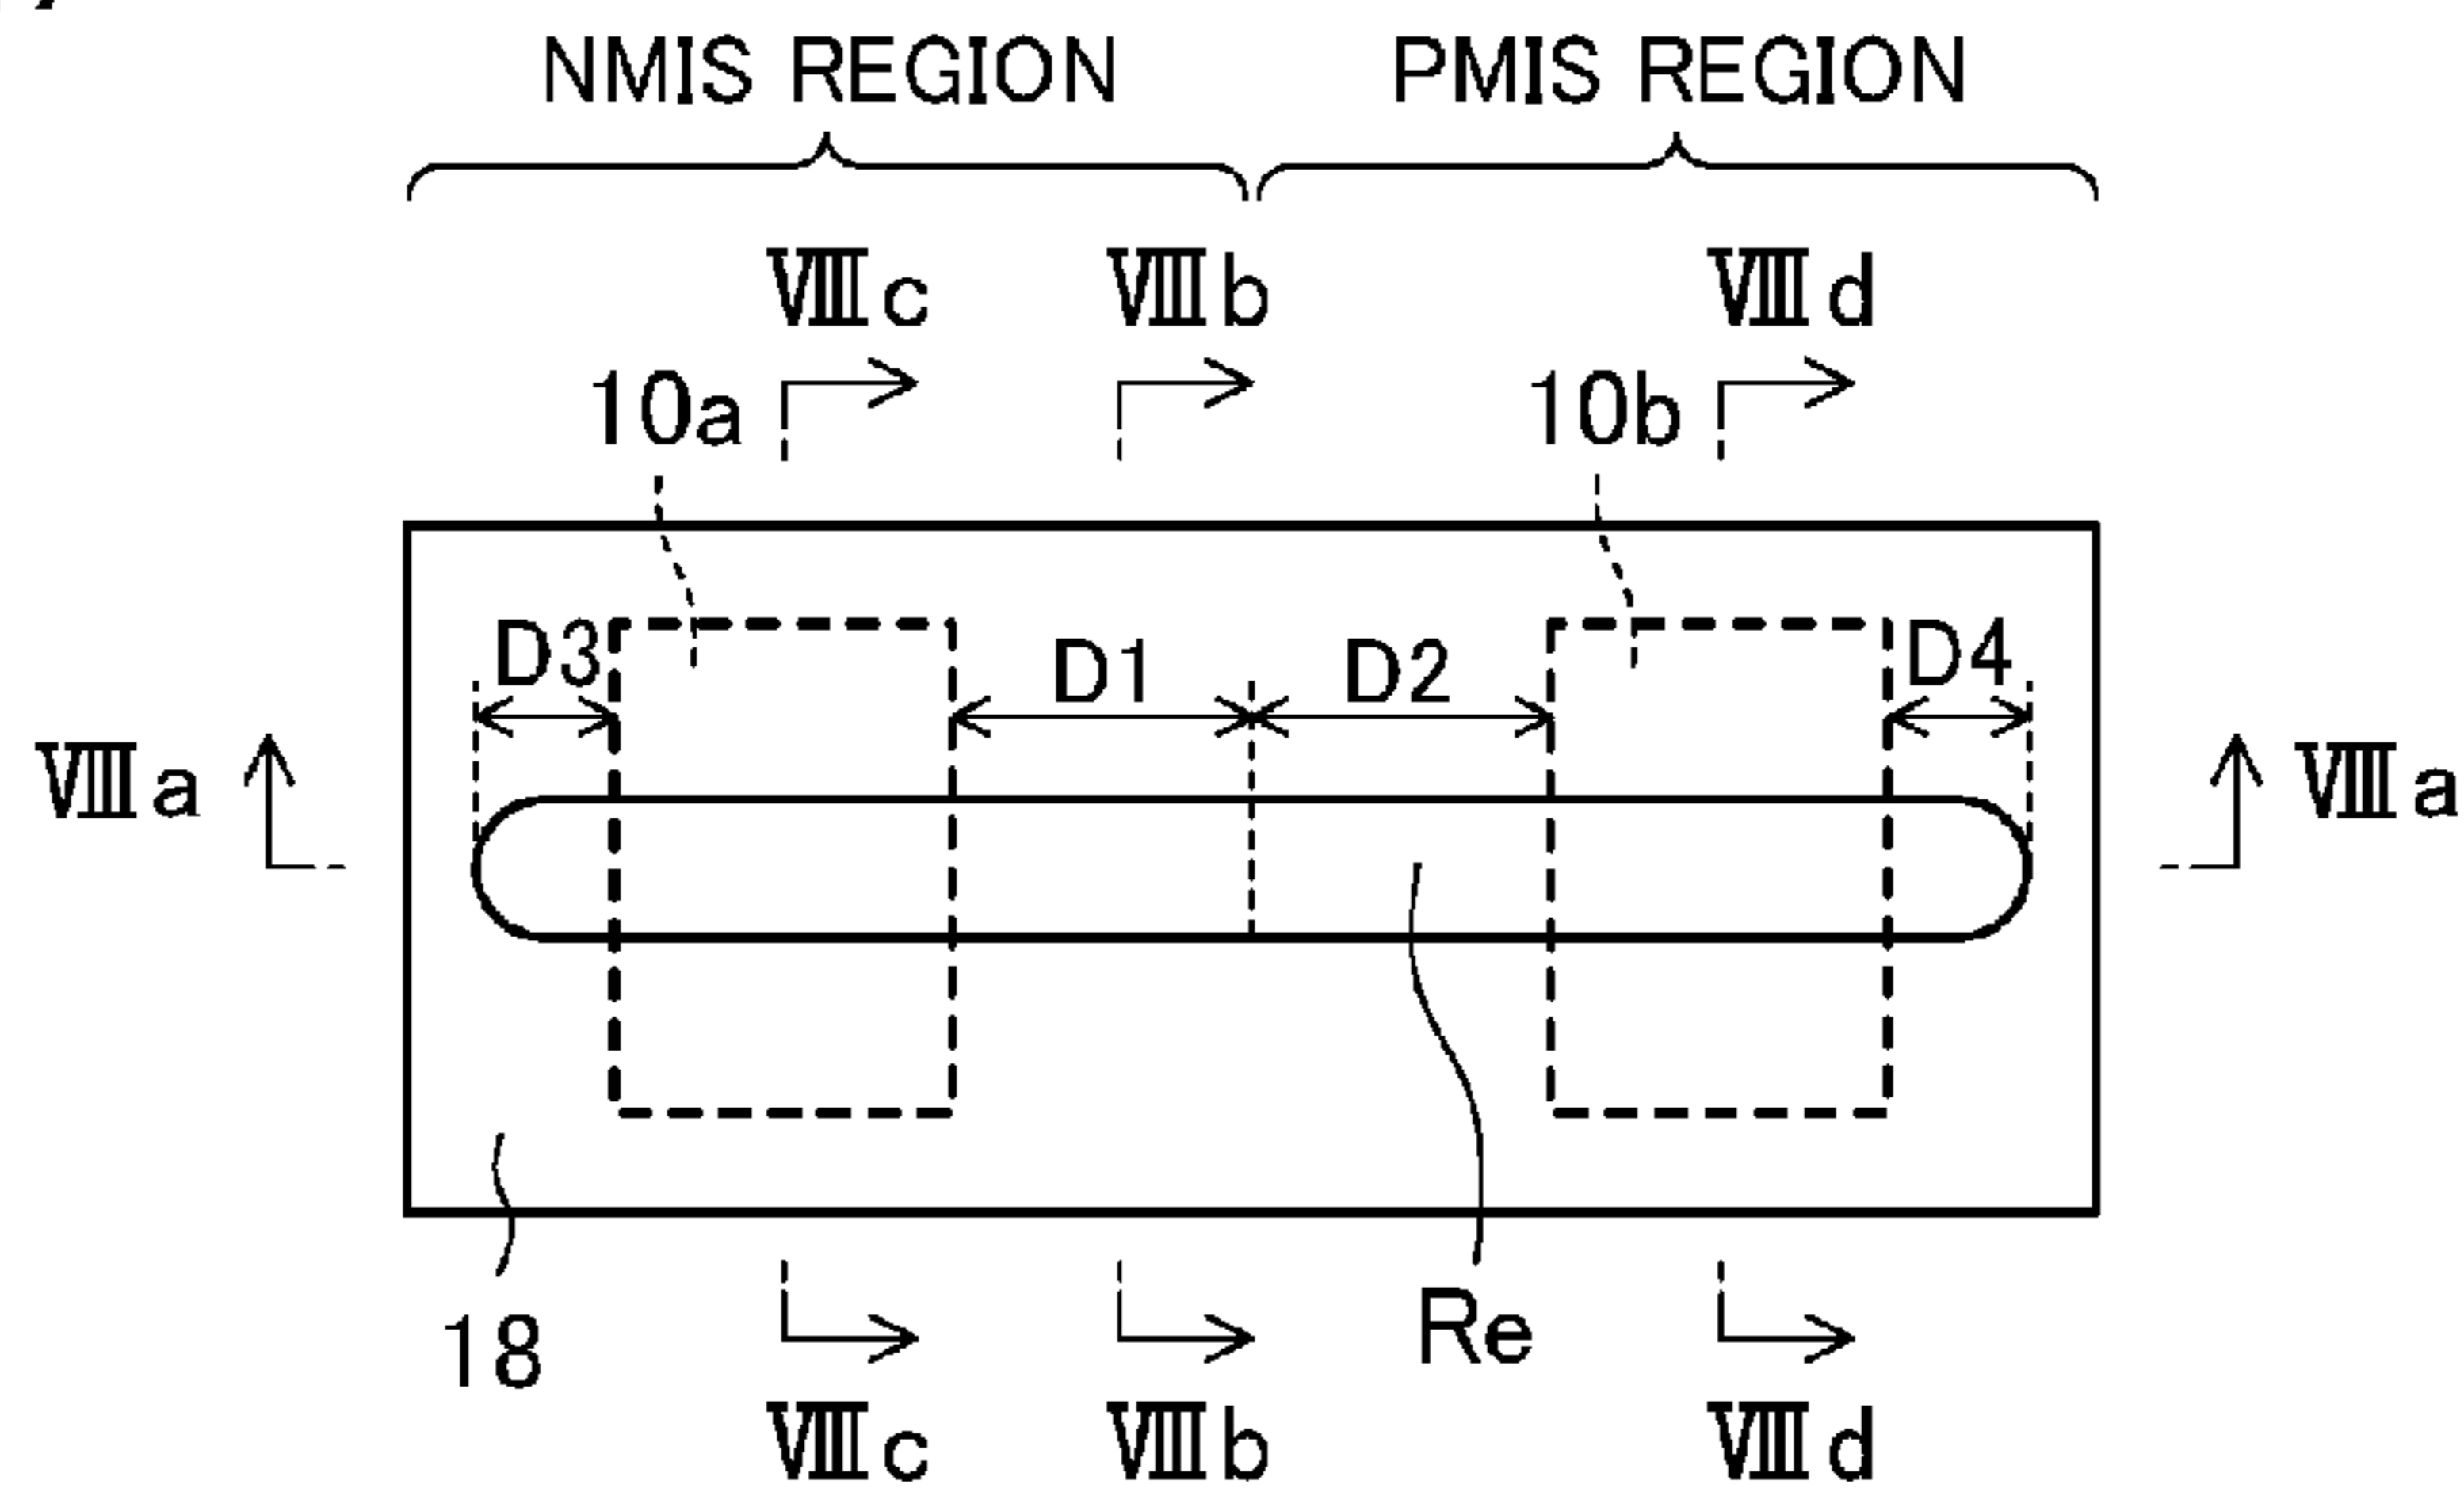 NMIS REGION PMIS REGION
Ⅷc Ⅷb Ⅷd
10a 10b
D3 D1 D2 D4
Ⅷa Ⅷa
18 Re
Ⅷc Ⅷb Ⅷd